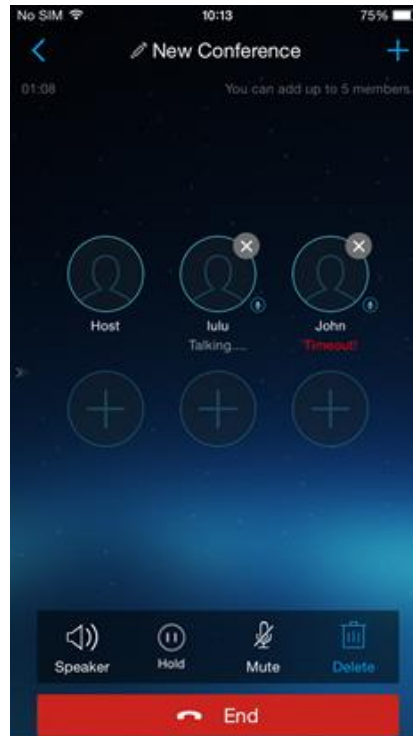 No SIM 10:13 75%
New Conference
01:08 You can add up to 5 members.
Host lulu John
Talking.... Timeout!
Speaker Hold Mute Delete
End